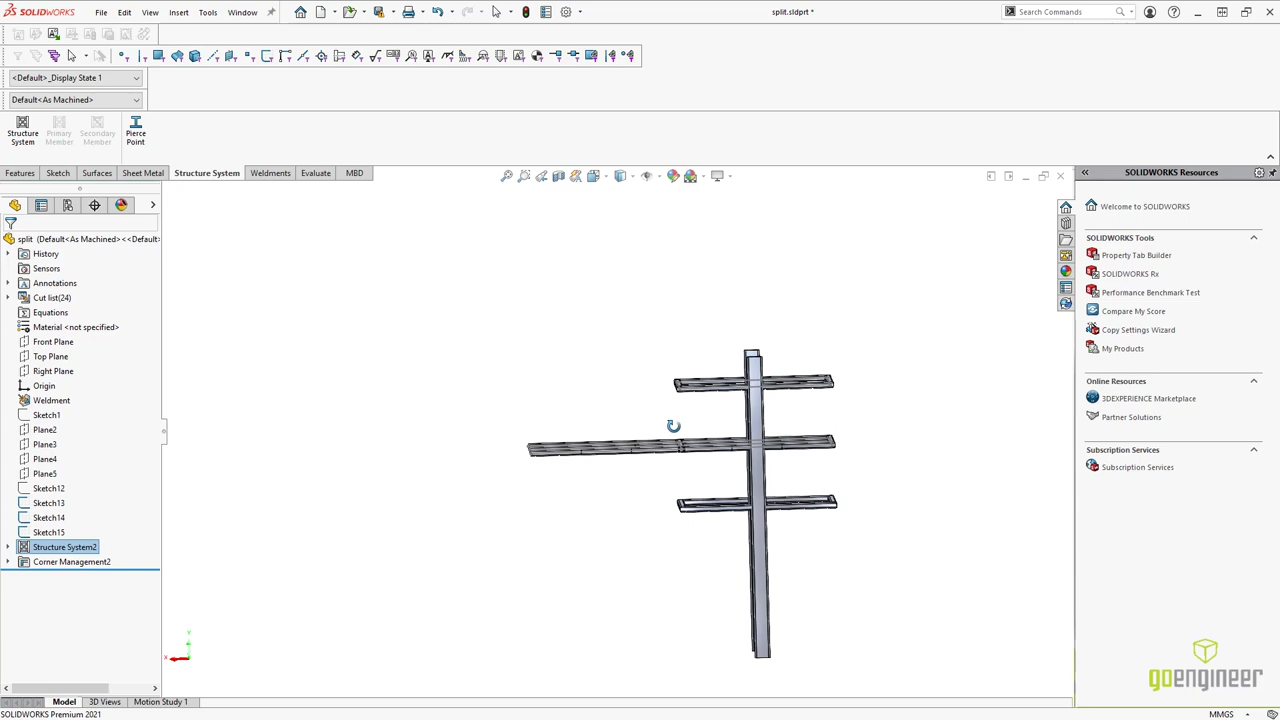 SOLIDWORKS File Edit View Insert Tools Window split.sldprt * Search Commands
<Default>_Display State 1
Default<As Machined>
Structure System Primary Member Secondary Member Pierce Point
Features Sketch Surfaces Sheet Metal Structure System Weldments Evaluate MBD
split (Default<As Machined><<Default>
History
Sensors
Annotations
Cut list(24)
Equations
Material <not specified>
Front Plane
Top Plane
Right Plane
Origin
Weldment
Sketch1
Plane2
Plane3
Plane4
Plane5
Sketch12
Sketch13
Sketch14
Sketch15
Structure System2
Corner Management2
Y
X
SOLIDWORKS Resources
Welcome to SOLIDWORKS
SOLIDWORKS Tools
Property Tab Builder
SOLIDWORKS Rx
Performance Benchmark Test
Compare My Score
Copy Settings Wizard
My Products
Online Resources
3DEXPERIENCE Marketplace
Partner Solutions
Subscription Services
Subscription Services
goengineer
Model 3D Views Motion Study 1
SOLIDWORKS Premium 2021 MMGS